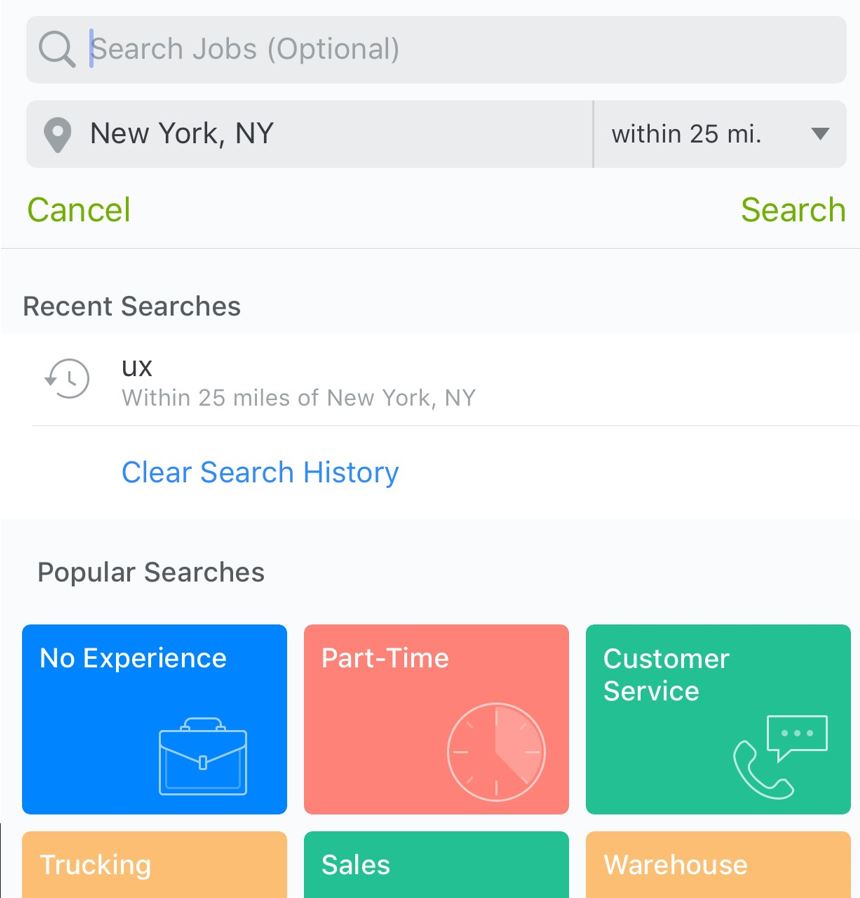 Search Jobs (Optional)
New York, NY
within 25 mi.
Cancel
Search
Recent Searches
ux
Within 25 miles of New York, NY
Clear Search History
Popular Searches
No Experience
Part-Time
Customer
Service
Trucking
Sales
Warehouse